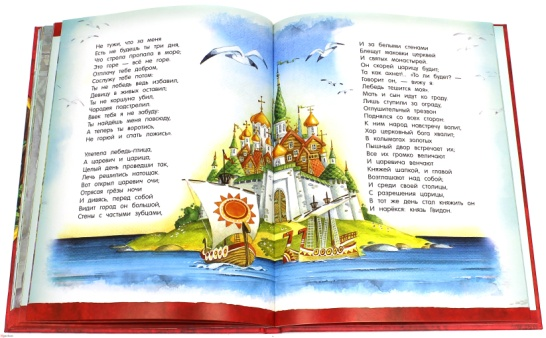 Не тужи, что за меня
Есть не будешь ты три дня,
Что стрела пропала в море;
Это горе — всё не горе.
Отплачу тебе добром,
Сослужу тебе потом:
Ты не лебедь ведь избавил,
Девицу в живых оставил;
Ты не коршуна убил,
Чародея подстрелил.
Ввек тебя я не забуду:
Ты найдёшь меня повсюду,
А теперь ты воротись,
Не горюй и спать ложись».
Улетела лебедь-птица,
А царевич и царица,
Целый день проведши так,
Лечь решились натощак.
Вот открыл царевич очи;
Отрясая грёзы ночи
И дивясь, перед собой
Видит город он большой,
Стены с частыми зубцами,
И за белыми стенами
Блещут маковки церквей
И святых монастырей.
Он скорей царицу будит;
Та как ахнет!.. «То ли будет? —
Говорит он, — вижу я:
Лебедь тешится моя».
Мать и сын идут ко граду.
Лишь ступили за ограду,
Оглушительный трезвон
Поднялся со всех сторон:
К ним народ навстречу валит,
Хор церковный бога хвалит;
В колымагах золотых
Пышный двор встречает их;
Все их громко величают
И царевича венчают
Княжей шапкой, и главой
Возглашают над собой;
И среди своей столицы,
С разрешения царицы,
В тот же день стал княжить он
И нарёкся: князь Гвидон.